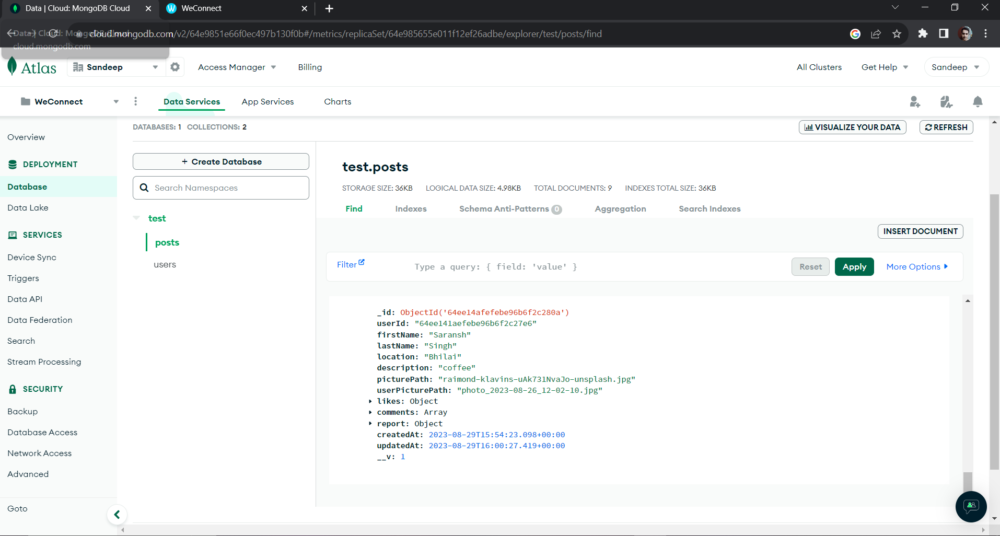 Data | Cloud: MongoDB Cloud
WeConnect
cloud.mongodb.com/v2/64e9851e66f0ec497b130f0b#/metrics/replicaSet/64e985655e011f12ef26adbe/explorer/test/posts/find
Data | Cloud: MongoDB Cloud
cloud.mongodb.com
Atlas
Sandeep
Access Manager
Billing
All Clusters
Get Help
Sandeep
WeConnect
Data Services
App Services
Charts
DATABASES: 1 COLLECTIONS: 2
VISUALIZE YOUR DATA
REFRESH
Overview
DEPLOYMENT
Database
Data Lake
SERVICES
Device Sync
Triggers
Data API
Data Federation
Search
Stream Processing
SECURITY
Backup
Database Access
Network Access
Advanced
Goto
+ Create Database
Search Namespaces
test
posts
users
test.posts
STORAGE SIZE: 36KB LOGICAL DATA SIZE: 4.98KB TOTAL DOCUMENTS: 9 INDEXES TOTAL SIZE: 36KB
Find
Indexes
Schema Anti-Patterns 0
Aggregation
Search Indexes
INSERT DOCUMENT
Filter
Type a query: { field: 'value' }
Reset
Apply
More Options
_id: ObjectId('64ee14afefebe96b6f2c280a')
userId: "64ee141aefebe96b6f2c27e6"
firstName: "Saransh"
lastName: "Singh"
location: "Bhilai"
description: "coffee"
picturePath: "raimond-klavins-uAk731NvaJo-unsplash.jpg"
userPicturePath: "photo_2023-08-26_12-02-10.jpg"
likes: Object
comments: Array
report: Object
createdAt: 2023-08-29T15:54:23.098+00:00
updatedAt: 2023-08-29T16:00:27.419+00:00
__v: 1